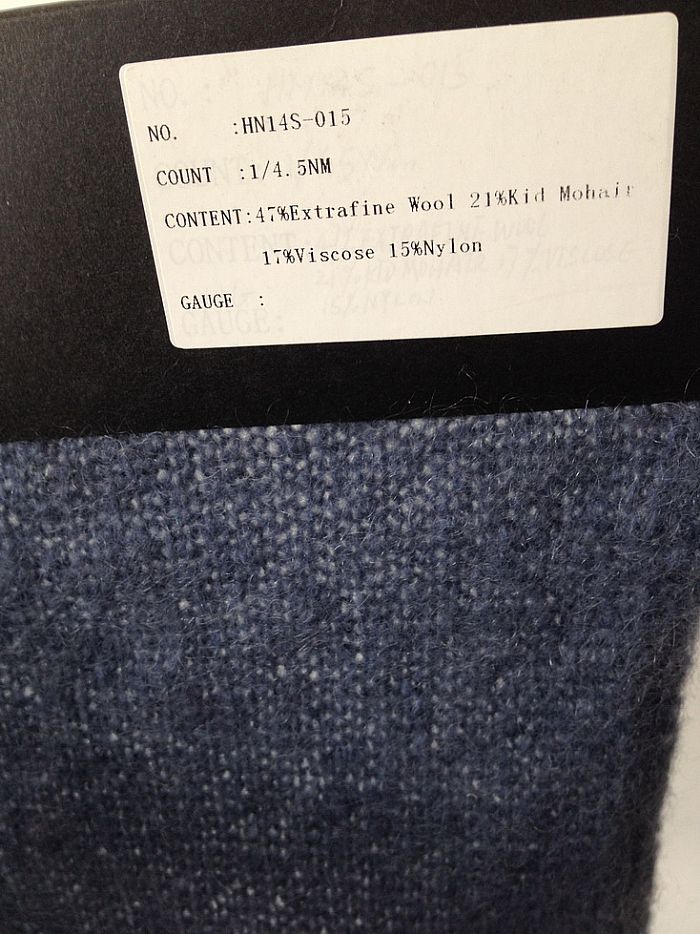 NO. :HN14S-015
COUNT :1/4.5NM
CONTENT:47%Extrafine Wool 21%Kid Mohair
17%Viscose 15%Nylon
GAUGE :